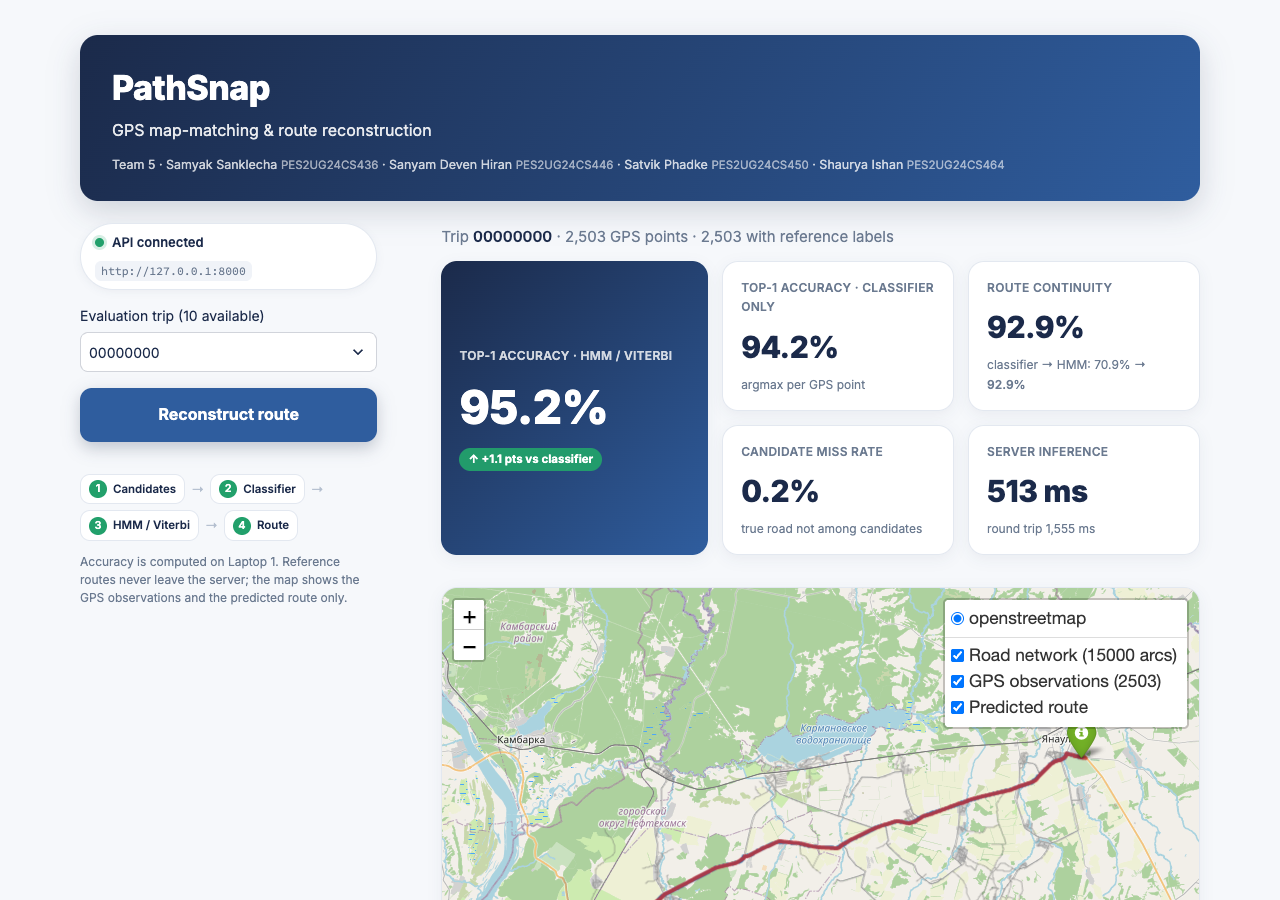 PathSnap
GPS map-matching & route reconstruction
Team 5 · Samyak Sanklecha PES2UG24CS436 · Sanyam Deven Hiran PES2UG24CS446 · Satvik Phadke PES2UG24CS450 · Shaurya Ishan PES2UG24CS464
API connected
http://127.0.0.1:8000
Evaluation trip (10 available)
00000000
Reconstruct route
1 Candidates → 2 Classifier →
3 HMM / Viterbi → 4 Route
Accuracy is computed on Laptop 1. Reference
routes never leave the server; the map shows the
GPS observations and the predicted route only.
Trip 00000000 · 2,503 GPS points · 2,503 with reference labels
TOP-1 ACCURACY · HMM / VITERBI
95.2%
↑ +1.1 pts vs classifier
TOP-1 ACCURACY · CLASSIFIER
ONLY
94.2%
argmax per GPS point
ROUTE CONTINUITY
92.9%
classifier → HMM: 70.9% →
92.9%
CANDIDATE MISS RATE
0.2%
true road not among candidates
SERVER INFERENCE
513 ms
round trip 1,555 ms
+
−
openstreetmap
Road network (15000 arcs)
GPS observations (2503)
Predicted route
Камбарский
район
Камбарка
Кармановское
водохранилище
городской
округ Нефтекамск